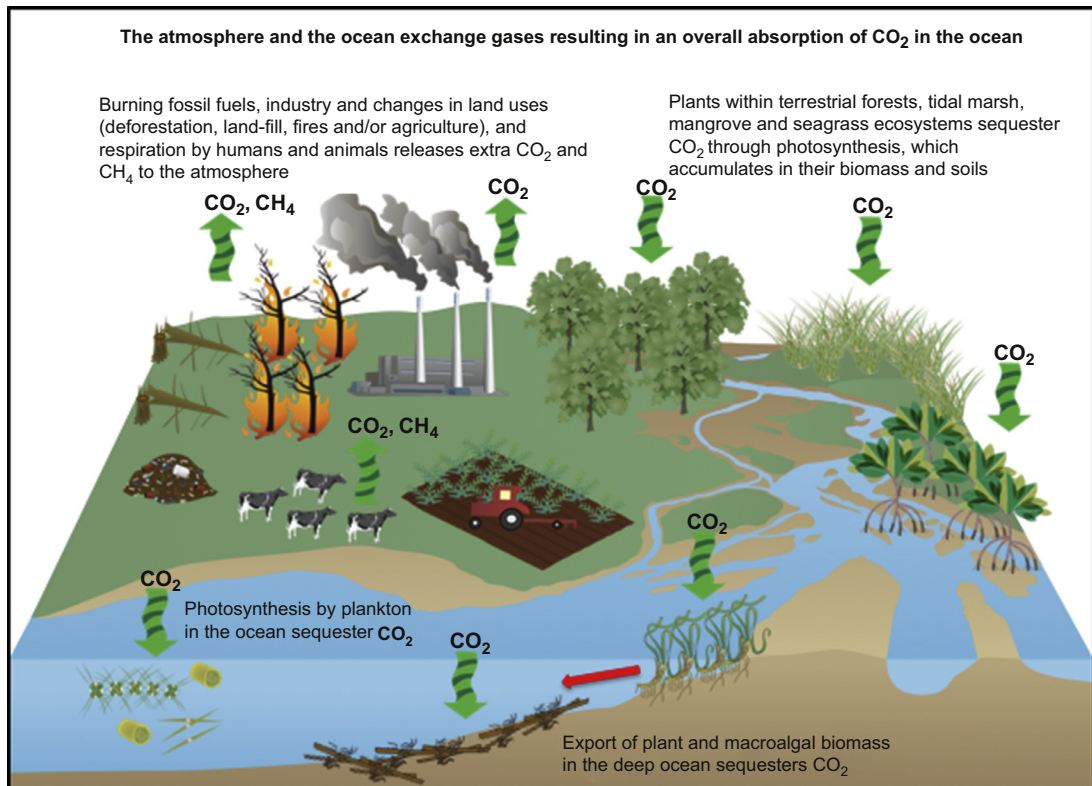 The atmosphere and the ocean exchange gases resulting in an overall absorption of CO₂ in the ocean
Burning fossil fuels, industry and changes in land uses
(deforestation, land-fill, fires and/or agriculture), and
respiration by humans and animals releases extra CO₂ and
CH₄ to the atmosphere
Plants within terrestrial forests, tidal marsh,
mangrove and seagrass ecosystems sequester
CO₂ through photosynthesis, which
accumulates in their biomass and soils
CO₂, CH₄
CO₂
CO₂
CO₂
CO₂
CO₂, CH₄
CO₂
CO₂
Photosynthesis by plankton
in the ocean sequester CO₂
CO₂
Export of plant and macroalgal biomass
in the deep ocean sequesters CO₂